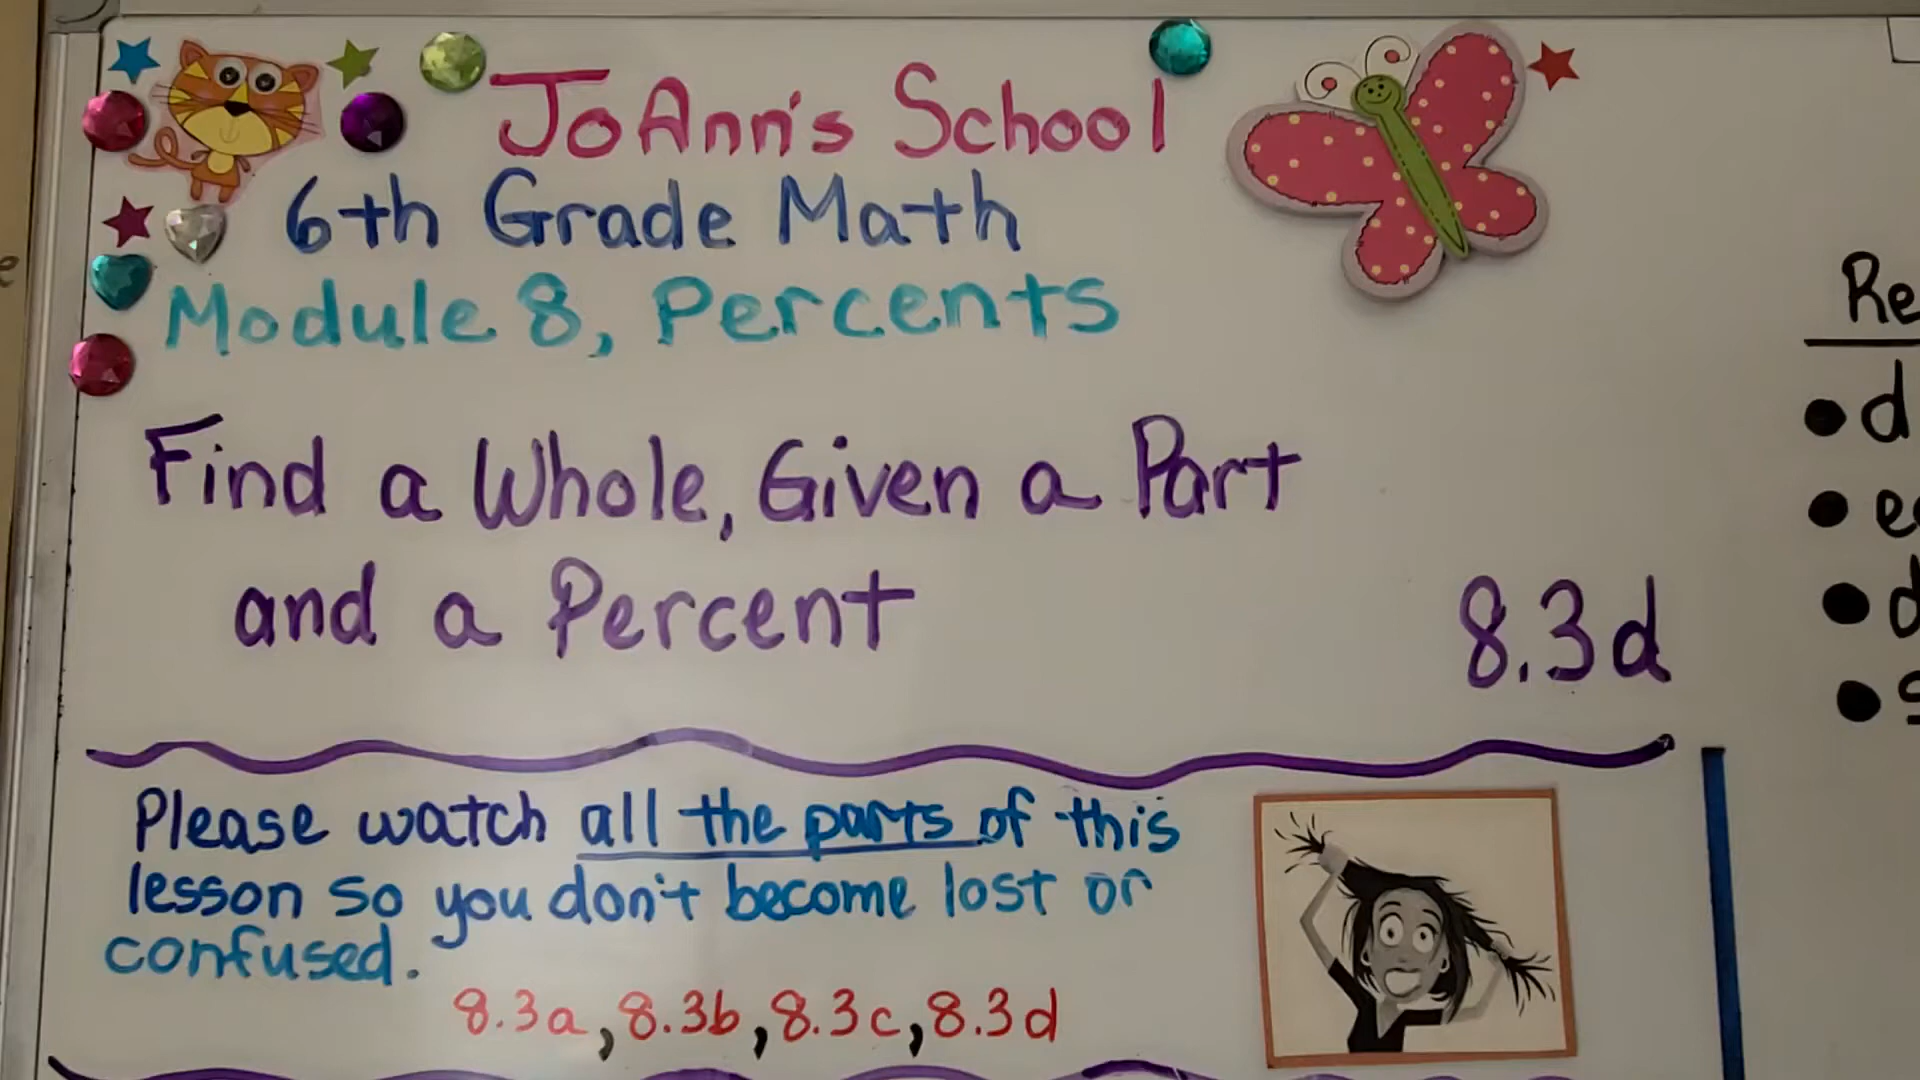 JoAnn's School
6th Grade Math
Module 8, Percents
Find a Whole, Given a Part
and a Percent
8.3d
Please watch all the parts of this
lesson so you don't become lost or
confused.
8.3a, 8.3b, 8.3c, 8.3d